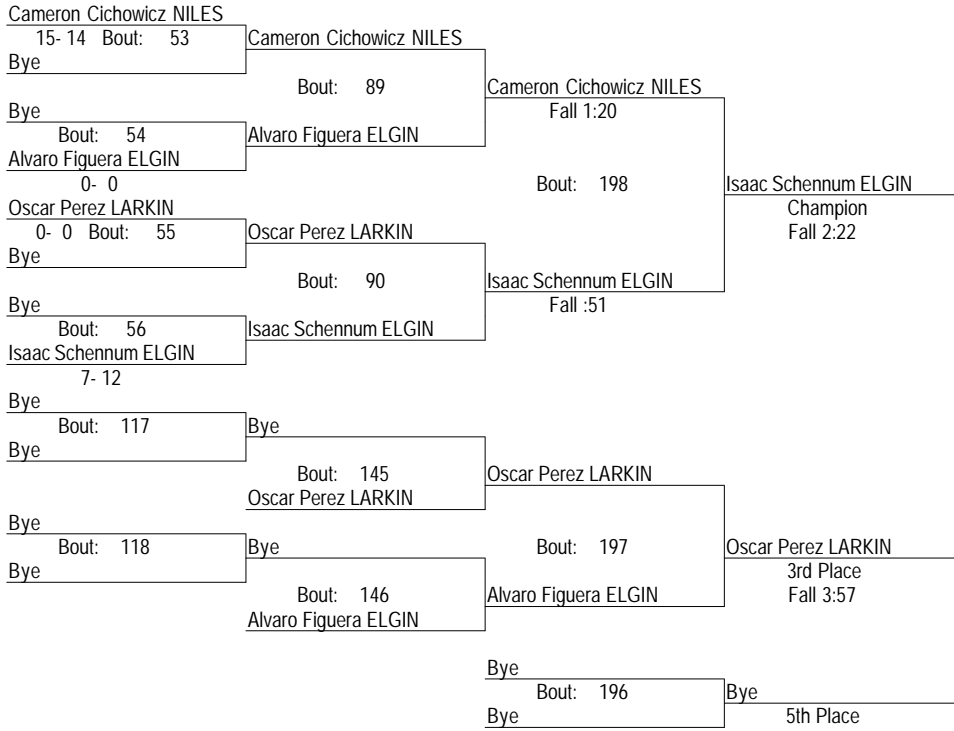 Cameron Cichowicz NILES
15- 14 Bout: 53
Cameron Cichowicz NILES
Bye
Bout: 89
Cameron Cichowicz NILES
Bye
Fall 1:20
Bout: 54
Alvaro Figuera ELGIN
Alvaro Figuera ELGIN
0- 0
Bout: 198
Isaac Schennum ELGIN
Oscar Perez LARKIN
Champion
0- 0 Bout: 55
Oscar Perez LARKIN
Fall 2:22
Bye
Bout: 90
Isaac Schennum ELGIN
Bye
Fall :51
Bout: 56
Isaac Schennum ELGIN
Isaac Schennum ELGIN
7- 12
Bye
Bout: 117
Bye
Bye
Bout: 145
Oscar Perez LARKIN
Oscar Perez LARKIN
Bye
Bout: 118
Bye
Bout: 197
Oscar Perez LARKIN
Bye
3rd Place
Bout: 146
Alvaro Figuera ELGIN
Fall 3:57
Alvaro Figuera ELGIN
Bye
Bout: 196
Bye
Bye
5th Place